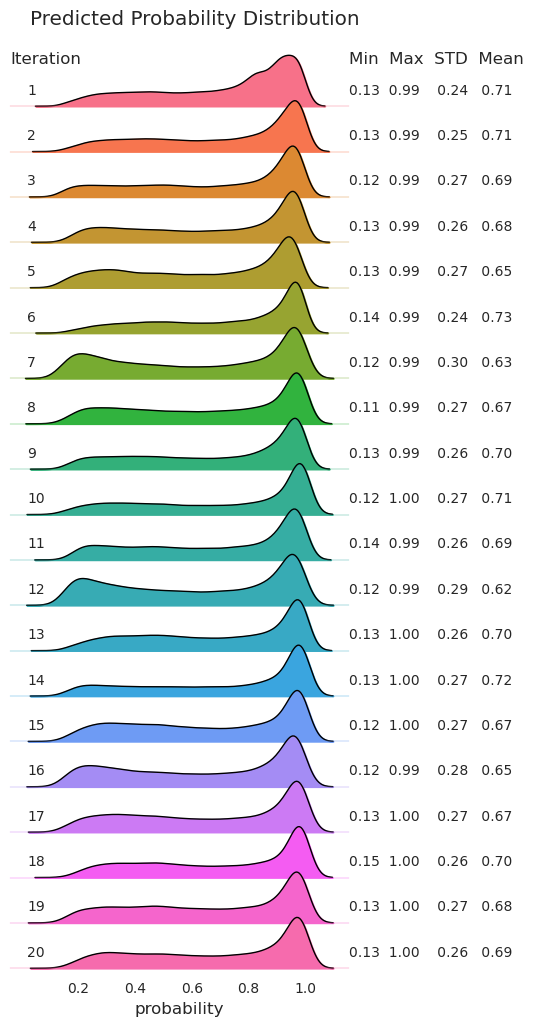 Predicted Probability Distribution
Iteration Min Max STD Mean
1 0.13 0.99 0.24 0.71
2 0.13 0.99 0.25 0.71
3 0.12 0.99 0.27 0.69
4 0.13 0.99 0.26 0.68
5 0.13 0.99 0.27 0.65
6 0.14 0.99 0.24 0.73
7 0.12 0.99 0.30 0.63
8 0.11 0.99 0.27 0.67
9 0.13 0.99 0.26 0.70
10 0.12 1.00 0.27 0.71
11 0.14 0.99 0.26 0.69
12 0.12 0.99 0.29 0.62
13 0.13 1.00 0.26 0.70
14 0.13 1.00 0.27 0.72
15 0.12 1.00 0.27 0.67
16 0.12 0.99 0.28 0.65
17 0.13 1.00 0.27 0.67
18 0.15 1.00 0.26 0.70
19 0.13 1.00 0.27 0.68
20 0.13 1.00 0.26 0.69
0.2 0.4 0.6 0.8 1.0
probability